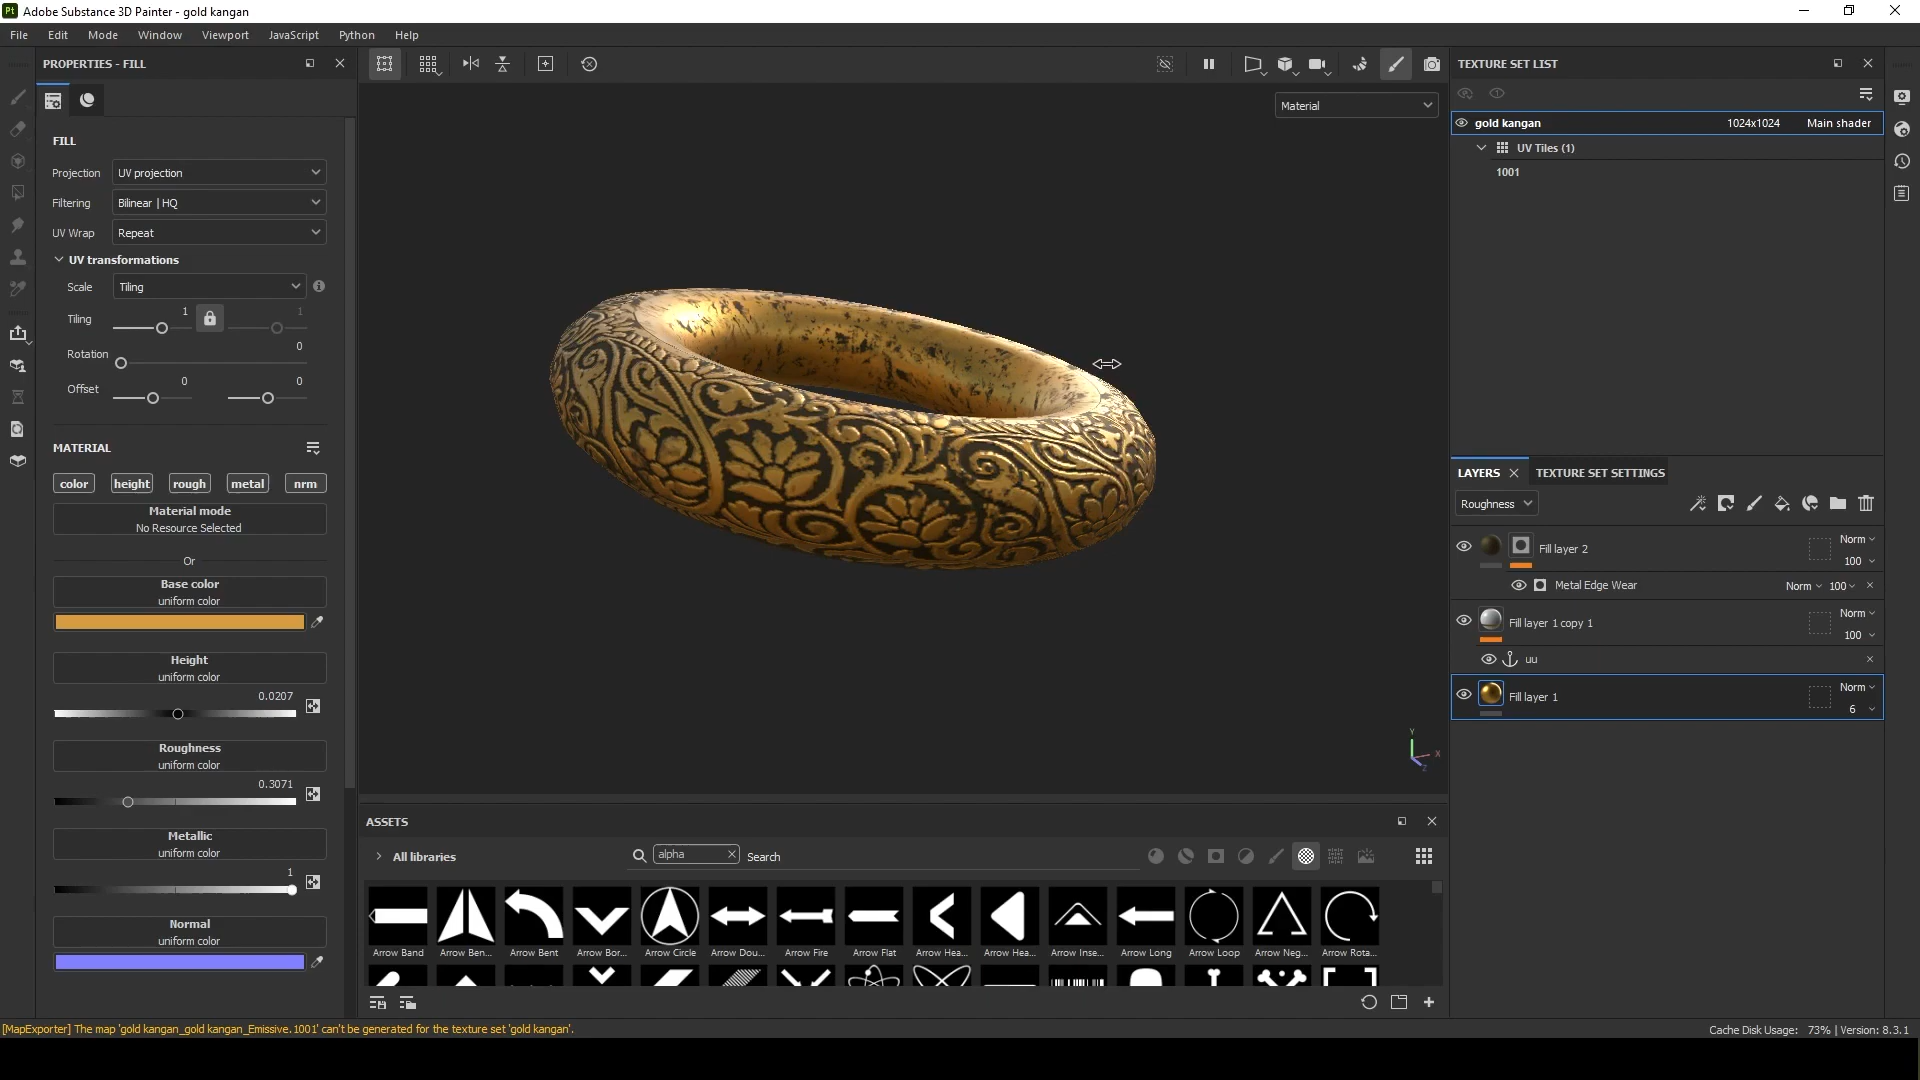 Pt Adobe Substance 3D Painter - gold kangan
File Edit Mode Window Viewport JavaScript Python Help
PROPERTIES - FILL
FILL
Projection UV projection
Filtering Bilinear | HQ
UV Wrap Repeat
UV transformations
Scale Tiling
Tiling 1 1
Rotation 0
Offset 0 0
MATERIAL
color height rough metal nrm
Material mode
No Resource Selected
Or
Base color
uniform color
Height
uniform color
0.0207
Roughness
uniform color
0.3071
Metallic
uniform color
1
Normal
uniform color
Material
Y
X
Z
ASSETS
All libraries
alpha
Search
Arrow Band Arrow Ben... Arrow Bent Arrow Bor... Arrow Circle Arrow Dou... Arrow Fire Arrow Flat Arrow Hea... Arrow Hea... Arrow Inse... Arrow Long Arrow Loop Arrow Neg... Arrow Rota...
TEXTURE SET LIST
gold kangan 1024x1024 Main shader
UV Tiles (1)
1001
LAYERS TEXTURE SET SETTINGS
Roughness
Fill layer 2 Norm 100
Metal Edge Wear Norm 100
Fill layer 1 copy 1 Norm 100
uu
Fill layer 1 Norm 6
[MapExporter] The map 'gold kangan_gold kangan_Emissive.1001' can't be generated for the texture set 'gold kangan'.
Cache Disk Usage: 73% | Version: 8.3.1